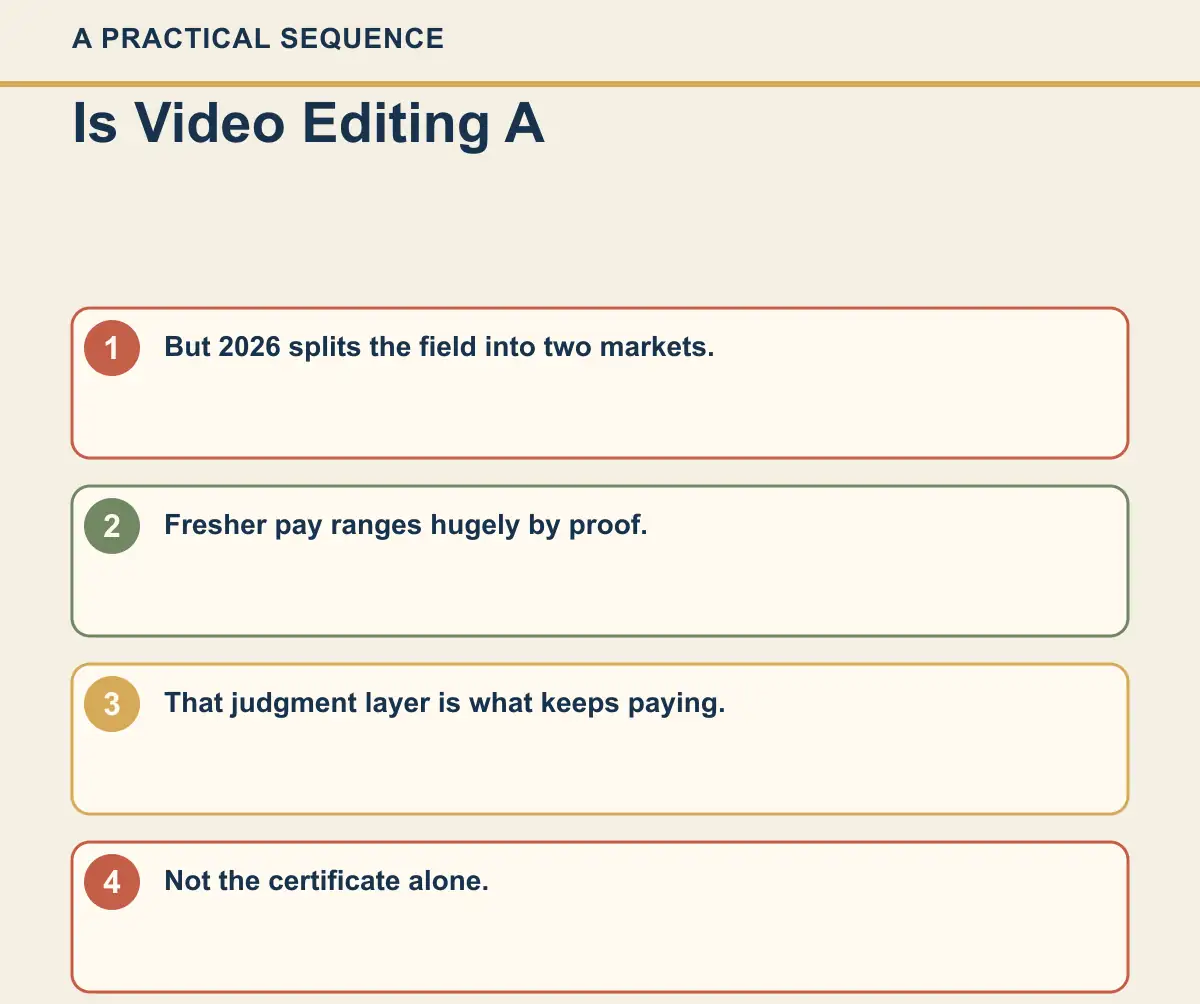 A PRACTICAL SEQUENCE
Is Video Editing A
1
But 2026 splits the field into two markets.
2
Fresher pay ranges hugely by proof.
3
That judgment layer is what keeps paying.
4
Not the certificate alone.